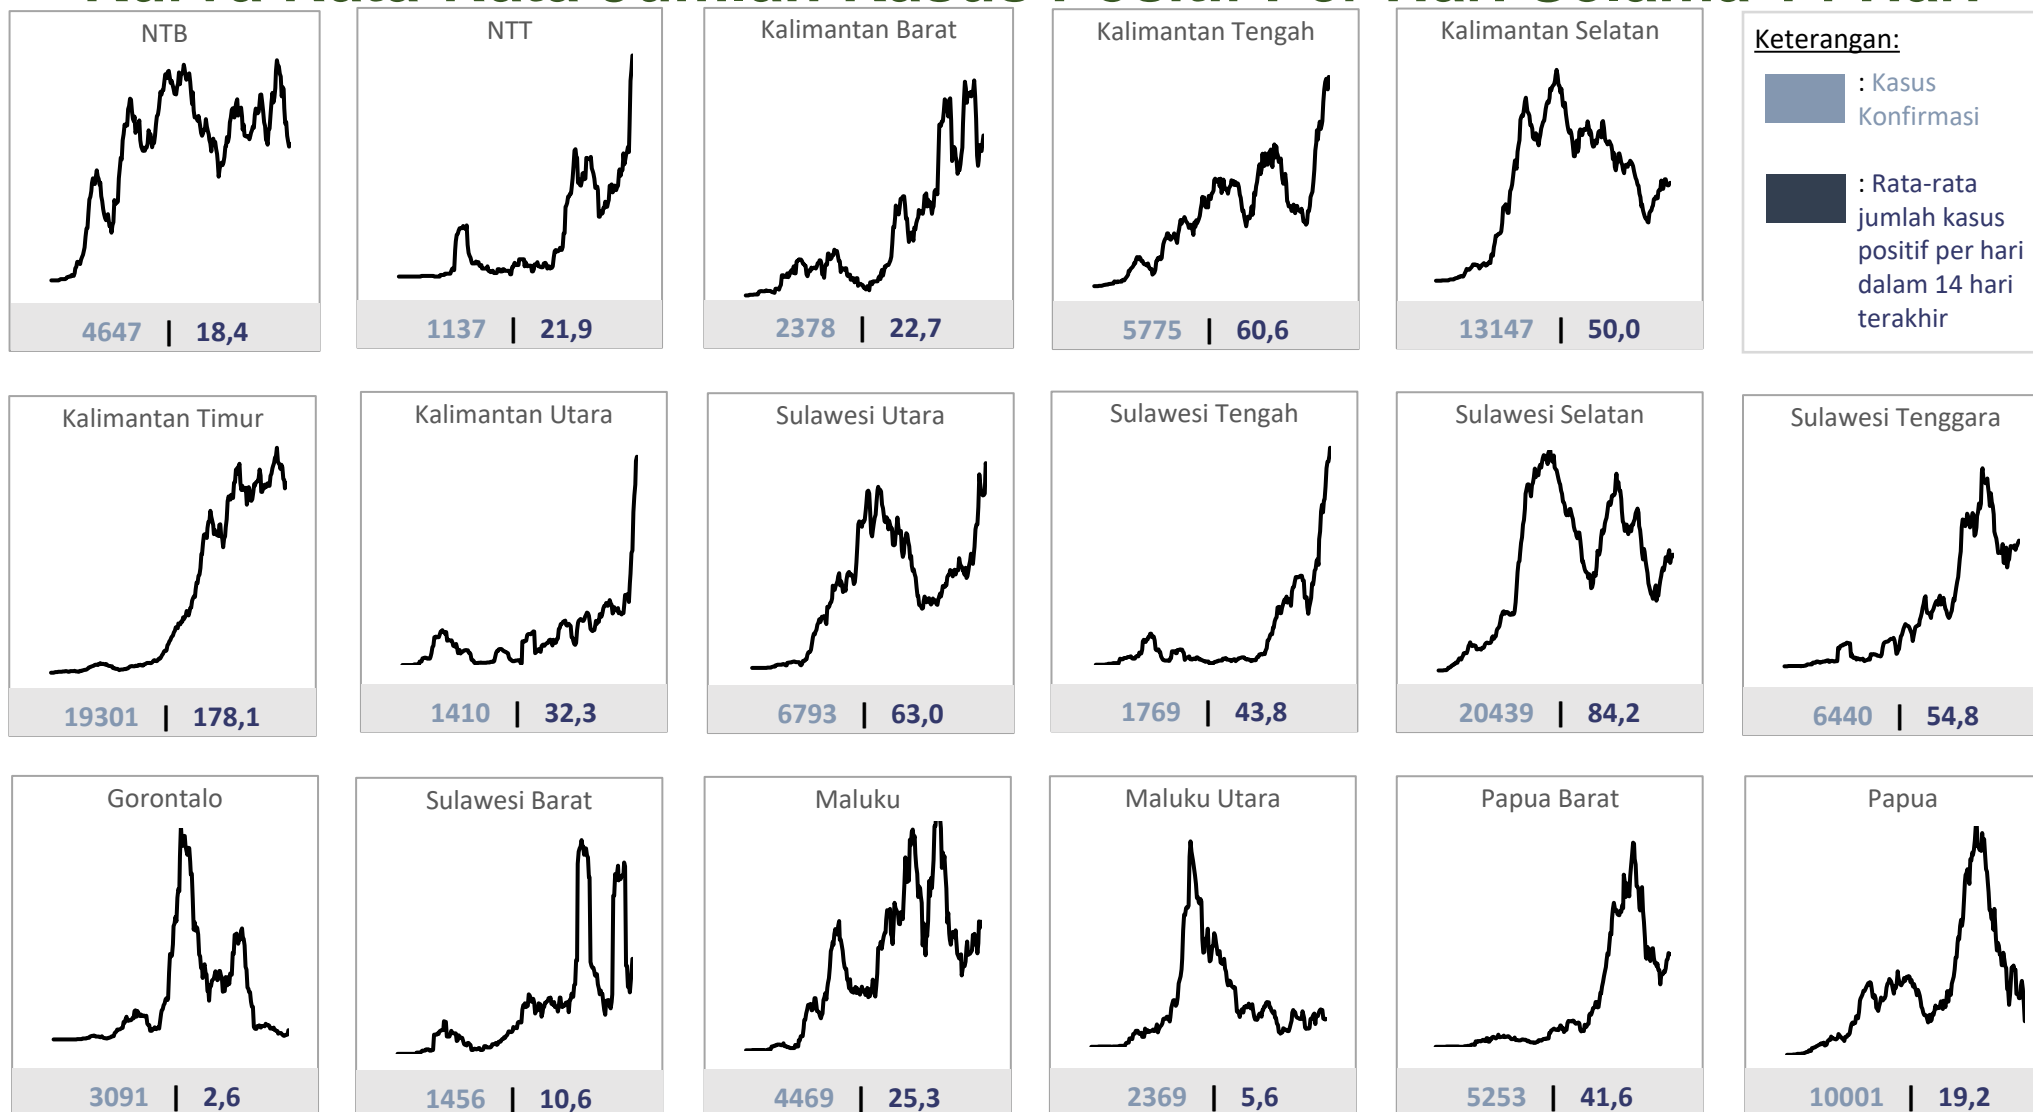 NTB
4647 | 18,4
NTT
1137 | 21,9
Kalimantan Barat
2378 | 22,7
Kalimantan Tengah
5775 | 60,6
Kalimantan Selatan
13147 | 50,0
Keterangan:
: Kasus
Konfirmasi
: Rata-rata
jumlah kasus
positif per hari
dalam 14 hari
terakhir
Kalimantan Timur
19301 | 178,1
Kalimantan Utara
1410 | 32,3
Sulawesi Utara
6793 | 63,0
Sulawesi Tengah
1769 | 43,8
Sulawesi Selatan
20439 | 84,2
Sulawesi Tenggara
6440 | 54,8
Gorontalo
3091 | 2,6
Sulawesi Barat
1456 | 10,6
Maluku
4469 | 25,3
Maluku Utara
2369 | 5,6
Papua Barat
5253 | 41,6
Papua
10001 | 19,2